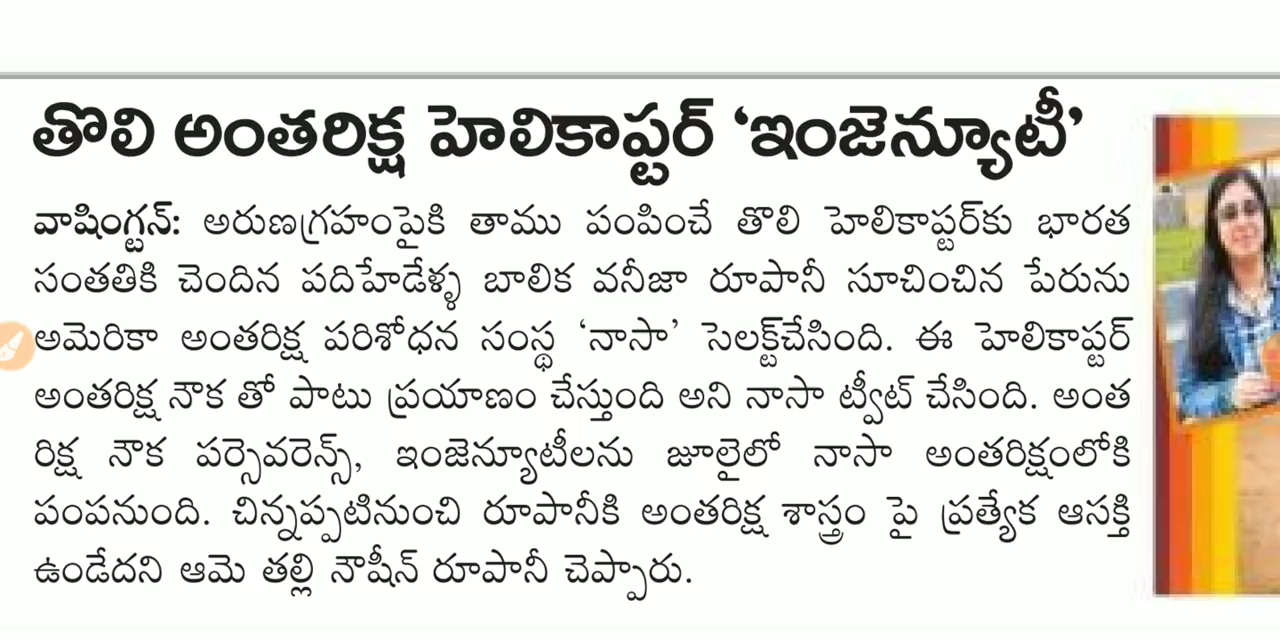 తొలి అంతరిక్ష హెలికాప్టర్ ‘ఇంజెన్యూటీ’
వాషింగ్టన్: అరుణగ్రహంపైకి తాము పంపించే తొలి హెలికాప్టర్‌కు భారత
సంతతికి చెందిన పదిహేడేళ్ళ బాలిక వనీజా రూపానీ సూచించిన పేరును
అమెరికా అంతరిక్ష పరిశోధన సంస్థ ‘నాసా’ సెలక్ట్‌చేసింది. ఈ హెలికాప్టర్
అంతరిక్ష నౌక తో పాటు ప్రయాణం చేస్తుంది అని నాసా ట్వీట్ చేసింది. అంత
రిక్ష నౌక పర్సెవరెన్స్, ఇంజెన్యూటీలను జూలైలో నాసా అంతరిక్షంలోకి
పంపనుంది. చిన్నప్పటినుంచి రూపానీకి అంతరిక్ష శాస్త్రం పై ప్రత్యేక ఆసక్తి
ఉండేదని ఆమె తల్లి నౌషీన్ రూపానీ చెప్పారు.